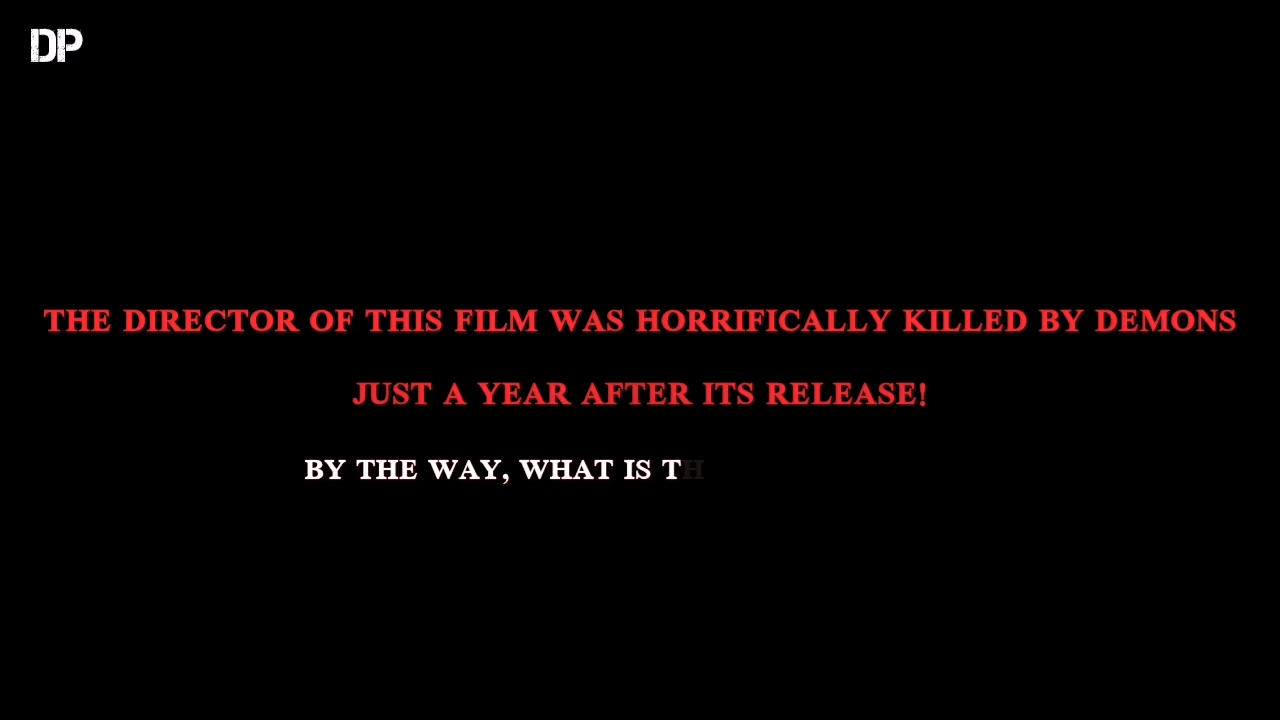 DP
THE DIRECTOR OF THIS FILM WAS HORRIFICALLY KILLED BY DEMONS
JUST A YEAR AFTER ITS RELEASE!
BY THE WAY, WHAT IS TH